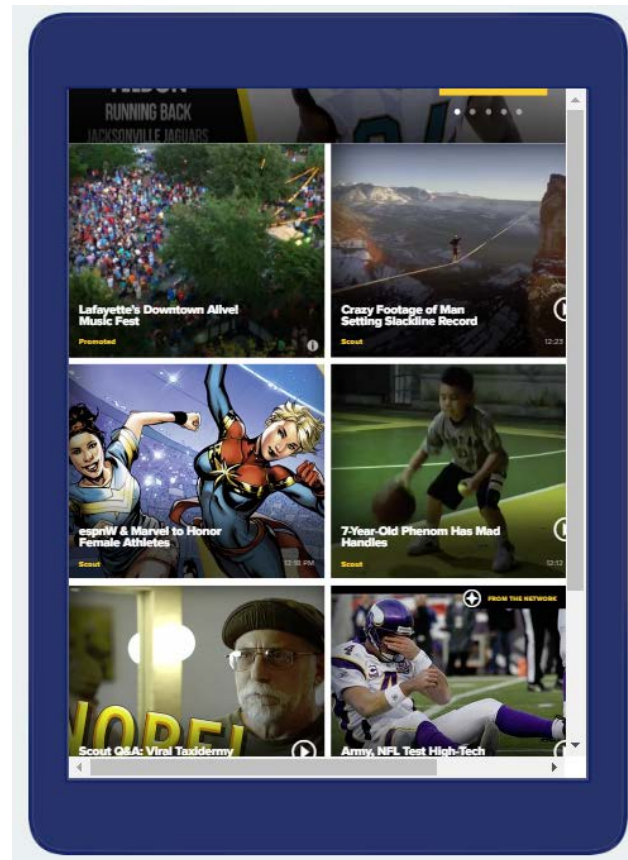 RUNNING BACK
JACKSONVILLE JAGUARS
Lafayette's Downtown Alive!
Music Fest
Promoted
Crazy Footage of Man
Setting Slackline Record
Scout
12:23
espnW & Marvel to Honor
Female Athletes
Scout
12:18 PM
7-Year-Old Phenom Has Mad
Handles
Scout
12:12
NOPE!
Scout Q&A: Viral Taxidermy
FROM THE NETWORK
4
Army, NFL Test High-Tech